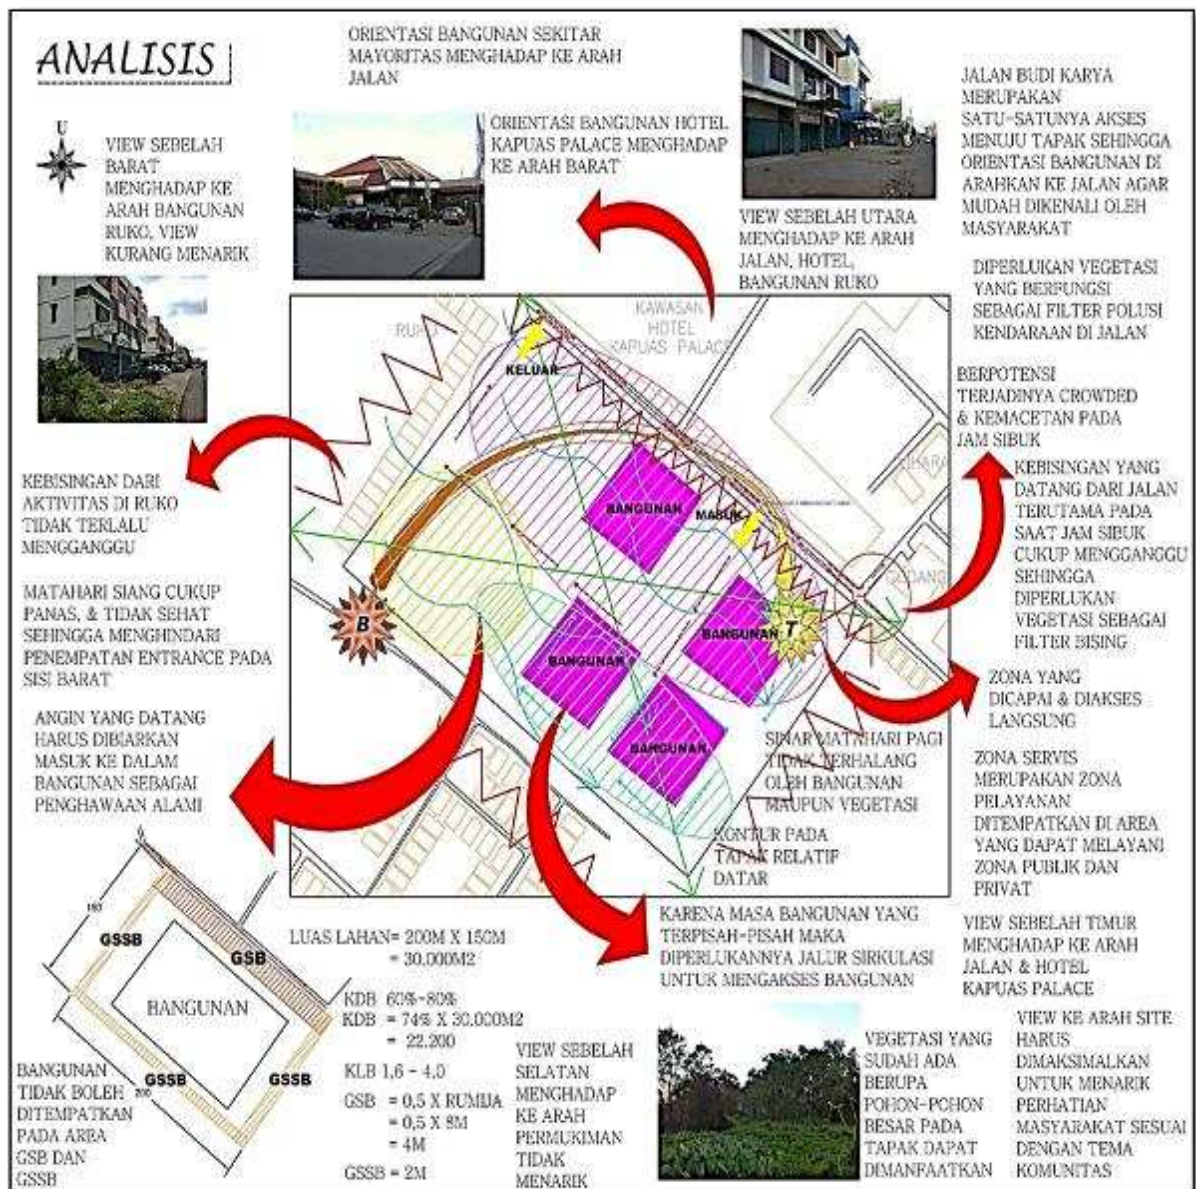 ANALISIS
ORIENTASI BANGUNAN SEKITAR
MAYORITAS MENGHADAP KE ARAH
JALAN
U
VIEW SEBELAH
BARAT
MENGHADAP KE
ARAH BANGUNAN
RUKO, VIEW
KURANG MENARIK
ORIENTASI BANGUNAN HOTEL
KAPUAS PALACE MENGHADAP
KE ARAH BARAT
VIEW SEBELAH UTARA
MENGHADAP KE ARAH
JALAN, HOTEL,
BANGUNAN RUKO
JALAN BUDI KARYA
MERUPAKAN
SATU-SATUNYA AKSES
MENUJU TAPAK SEHINGGA
ORIENTASI BANGUNAN DI
ARAHKAN KE JALAN AGAR
MUDAH DIKENALI OLEH
MASYARAKAT
DIPERLUKAN VEGETASI
YANG BERFUNGSI
SEBAGAI FILTER POLUSI
KENDARAAN DI JALAN
BERPOTENSI
TERJADINYA CROWDED
& KEMACETAN PADA
JAM SIBUK
KEBISINGAN YANG
DATANG DARI JALAN
TERUTAMA PADA
SAAT JAM SIBUK
CUKUP MENGGANGU
SEHINGGA
DIPERLUKAN
VEGETASI SEBAGAI
FILTER BISING
ZONA YANG
DICAPAI & DIAKSES
LANGSUNG
ZONA SERVIS
MERUPAKAN ZONA
PELAYANAN
DITEMPATKAN DI AREA
YANG DAPAT MELAYANI
ZONA PUBLIK DAN
PRIVAT
VIEW SEBELAH TIMUR
MENGHADAP KE ARAH
JALAN & HOTEL
KAPUAS PALACE
KEBISINGAN DARI
AKTIVITAS DI RUKO
TIDAK TERLALU
MENGGANGU
MATAHARI SIANG CUKUP
PANAS, & TIDAK SEHAT
SEHINGGA MENGHINDARI
PENEMPATAN ENTRANCE PADA
SISI BARAT
ANGIN YANG DATANG
HARUS DIBIARKAN
MASUK KE DALAM
BANGUNAN SEBAGAI
PENGHAWAAN ALAMI
RUKO
KAWASAN
HOTEL
KAPUAS PALACE
KELUAR
BANGUNAN
MASUK
GUDANG
B
BANGUNAN
T
BANGUNAN
BANGUNAN
SINAR MATAHARI PAGI
TIDAK TERHALANG
OLEH BANGUNAN
MAUPUN VEGETASI
KONTUR PADA
TAPAK RELATIF
DATAR
KARENA MASA BANGUNAN YANG
TERPISAH-PISAH MAKA
DIPERLUKANNYA JALUR SIRKULASI
UNTUK MENGAKSES BANGUNAN
150
GSSB
GSB
BANGUNAN
GSSB
GSSB
200
BANGUNAN
TIDAK BOLEH
DITEMPATKAN
PADA AREA
GSB DAN
GSSB
LUAS LAHAN= 200M X 150M
= 30.000M2
KDB 60%-80%
KDB = 74% X 30.000M2
= 22.200
KLB 1,6 - 4,0
GSB = 0,5 X RUMIJA
= 0,5 X 8M
= 4M
GSSB = 2M
VIEW SEBELAH
SELATAN
MENGHADAP
KE ARAH
PERMUKIMAN
TIDAK
MENARIK
VEGETASI YANG
SUDAH ADA
BERUPA
POHON-POHON
BESAR PADA
TAPAK DAPAT
DIMANFAATKAN
VIEW KE ARAH SITE
HARUS
DIMAKSIMALKAN
UNTUK MENARIK
PERHATIAN
MASYARAKAT SESUAI
DENGAN TEMA
KOMUNITAS